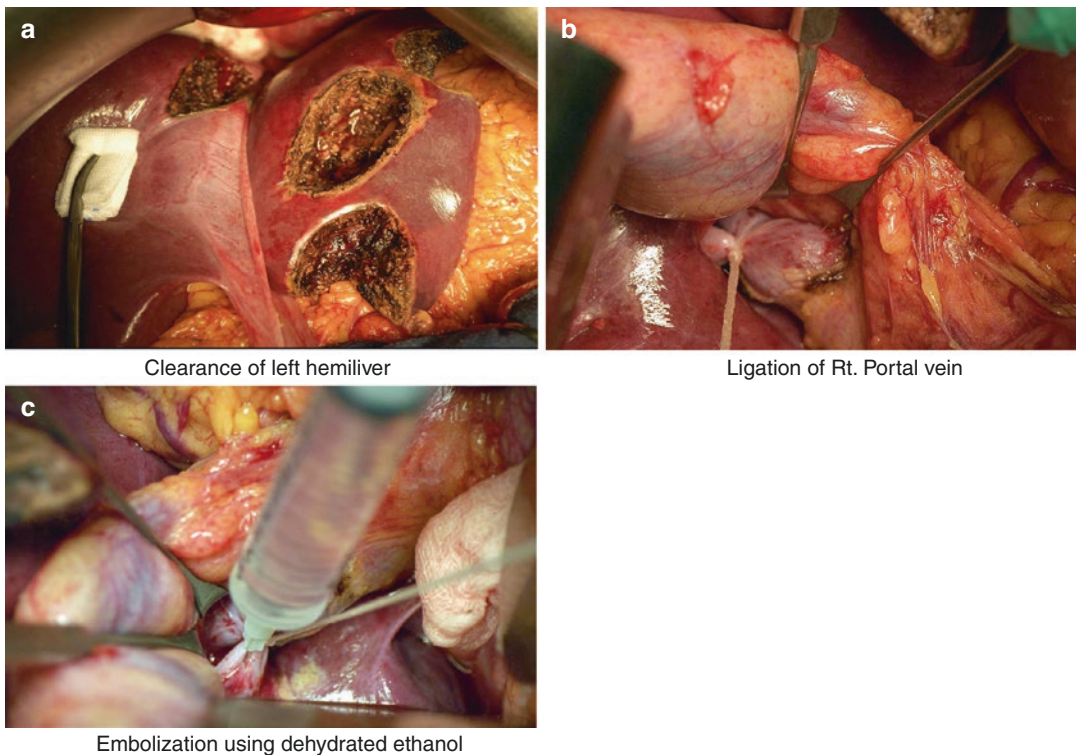 a
b
Clearance of left hemiliver
Ligation of Rt. Portal vein
c
Embolization using dehydrated ethanol